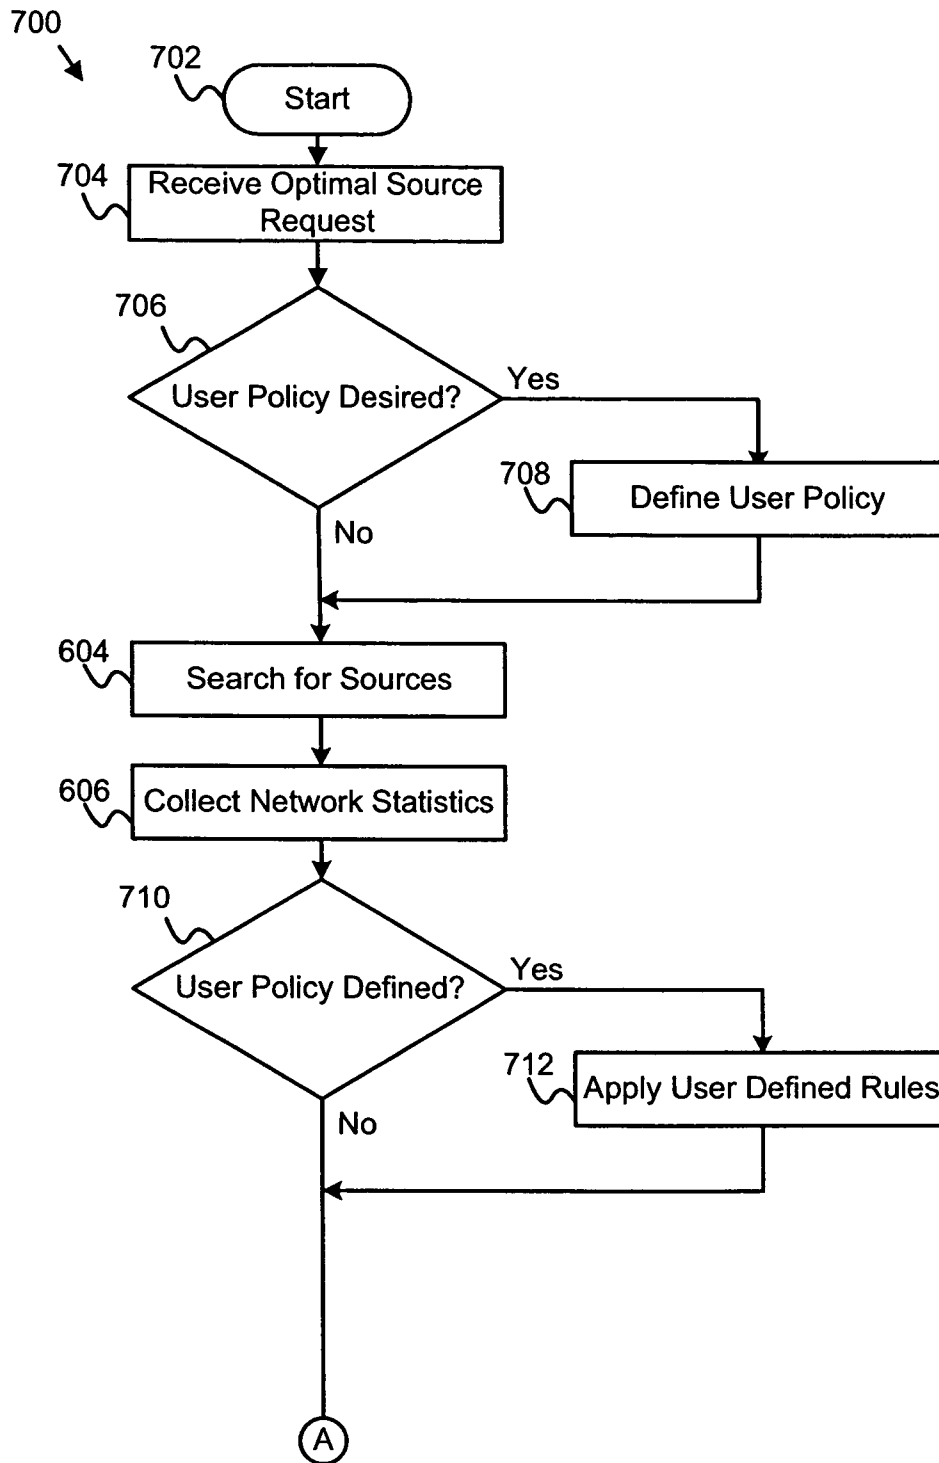 700
702
Start
704
Receive Optimal Source
Request
706
User Policy Desired?
Yes
708
Define User Policy
No
604
Search for Sources
606
Collect Network Statistics
710
User Policy Defined?
Yes
712
Apply User Defined Rules
No
A